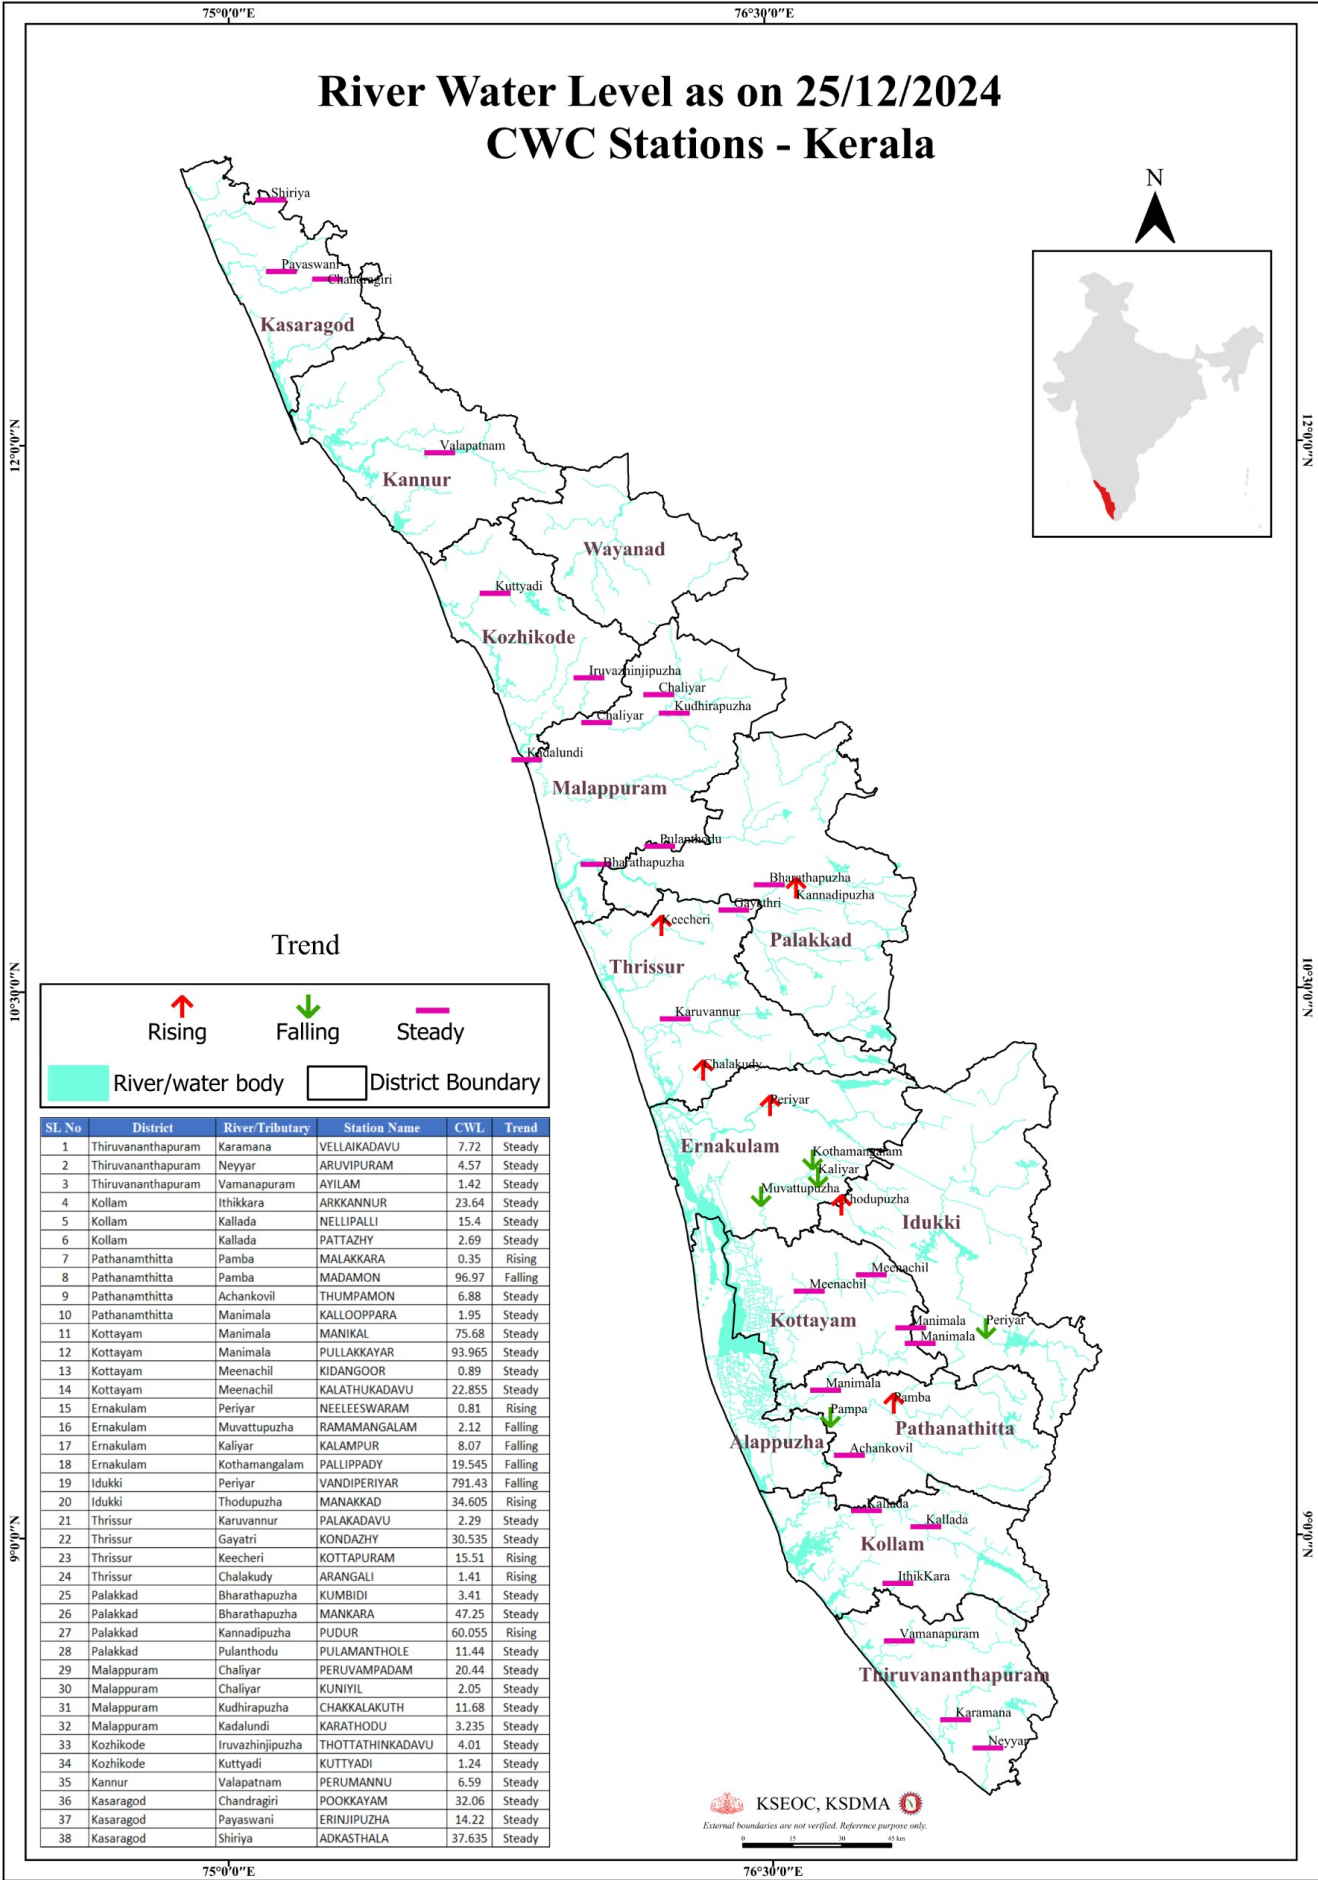 75°0'0"E 76°30'0"E
River Water Level as on 25/12/2024
CWC Stations - Kerala
N
Shiriya
Payaswani
Chandragiri
Kasaragod
12°0'0"N 12°0'0"N
Valapatnam
Kannur
Wayanad
Kuttyadi
Kozhikode
Iruvazhinjipuzha
Chaliyar
Kudhirapuzha
Chaliyar
Kadalundi
Malappuram
Pulanthodu
Bharathapuzha
Bharathapuzha
Kannadipuzha
Gayathri
Keecheri
Palakkad
Thrissur
10°30'0"N 10°30'0"N
Karuvannur
Chalakudy
Periyar
Ernakulam
Kothamangalam
Kaliyar
Muvattupuzha
Thodupuzha
Idukki
Meenachil
Meenachil
Kottayam
Manimala
Periyar
Manimala
Manimala
Pamba
Pampa
Pathanathitta
Alappuzha
Achankovil
Kallada
Kallada
Kollam
9°0'0"N 9°0'0"N
IthikKara
Vamanapuram
Thiruvananthapuram
Karamana
Neyyar
Trend
Rising Falling Steady
River/water body District Boundary
SL No District River/Tributary Station Name CWL Trend
1 Thiruvananthapuram Karamana VELLAIKADAVU 7.72 Steady
2 Thiruvananthapuram Neyyar ARUVIPURAM 4.57 Steady
3 Thiruvananthapuram Vamanapuram AYILAM 1.42 Steady
4 Kollam Ithikkara ARKKANNUR 23.64 Steady
5 Kollam Kallada NELLIPALLI 15.4 Steady
6 Kollam Kallada PATTAZHY 2.69 Steady
7 Pathanamthitta Pamba MALAKKARA 0.35 Rising
8 Pathanamthitta Pamba MADAMON 96.97 Falling
9 Pathanamthitta Achankovil THUMPAMON 6.88 Steady
10 Pathanamthitta Manimala KALLOOPPARA 1.95 Steady
11 Kottayam Manimala MANIKAL 75.68 Steady
12 Kottayam Manimala PULLAKKAYAR 93.965 Steady
13 Kottayam Meenachil KIDANGOOR 0.89 Steady
14 Kottayam Meenachil KALATHUKADAVU 22.855 Steady
15 Ernakulam Periyar NEELEESWARAM 0.81 Rising
16 Ernakulam Muvattupuzha RAMAMANGALAM 2.12 Falling
17 Ernakulam Kaliyar KALAMPUR 8.07 Falling
18 Ernakulam Kothamangalam PALLIPPADY 19.545 Falling
19 Idukki Periyar VANDIPERIYAR 791.43 Falling
20 Idukki Thodupuzha MANAKKAD 34.605 Rising
21 Thrissur Karuvannur PALAKADAVU 2.29 Steady
22 Thrissur Gayatri KONDAZHY 30.535 Steady
23 Thrissur Keecheri KOTTAPURAM 15.51 Rising
24 Thrissur Chalakudy ARANGALI 1.41 Rising
25 Palakkad Bharathapuzha KUMBIDI 3.41 Steady
26 Palakkad Bharathapuzha MANKARA 47.25 Steady
27 Palakkad Kannadipuzha PUDUR 60.055 Rising
28 Palakkad Pulanthodu PULAMANTHOLE 11.44 Steady
29 Malappuram Chaliyar PERUVAMPADAM 20.44 Steady
30 Malappuram Chaliyar KUNIYIL 2.05 Steady
31 Malappuram Kudhirapuzha CHAKKALAKUTH 11.68 Steady
32 Malappuram Kadalundi KARATHODU 3.235 Steady
33 Kozhikode Iruvazhinjipuzha THOTTATHINKADAVU 4.01 Steady
34 Kozhikode Kuttyadi KUTTYADI 1.24 Steady
35 Kannur Valapatnam PERUMANNU 6.59 Steady
36 Kasaragod Chandragiri POOKKAYAM 32.06 Steady
37 Kasaragod Payaswani ERINJIPUZHA 14.22 Steady
38 Kasaragod Shiriya ADKASTHALA 37.635 Steady
KSEOC, KSDMA
External boundaries are not verified. Reference purpose only.
0 15 30 45 km
75°0'0"E 76°30'0"E